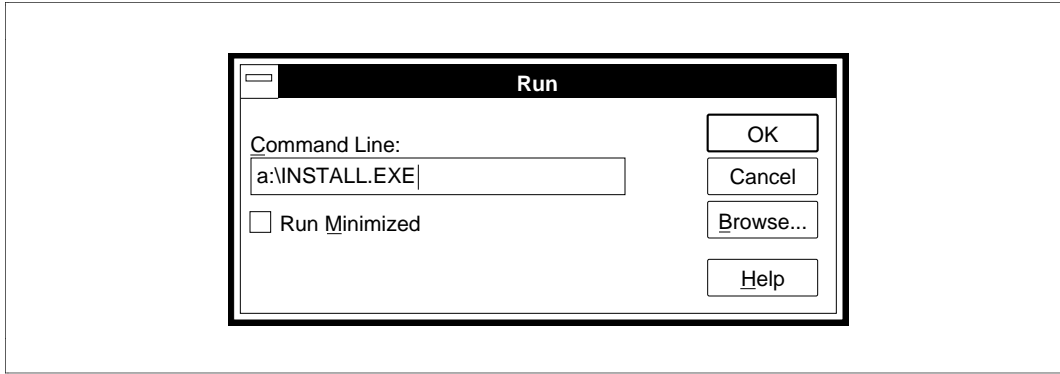 Run
Command Line:
a:\INSTALL.EXE
Run Minimized
OK
Cancel
Browse...
Help